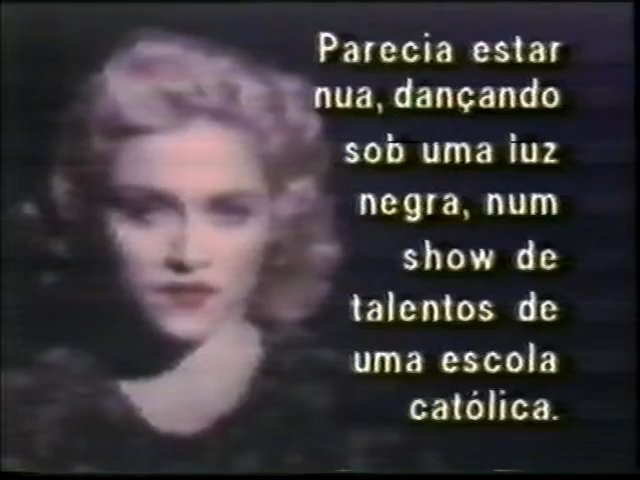 Parecia estar
nua, dançando
sob uma luz
negra, num
show de
talentos de
uma escola
católica.